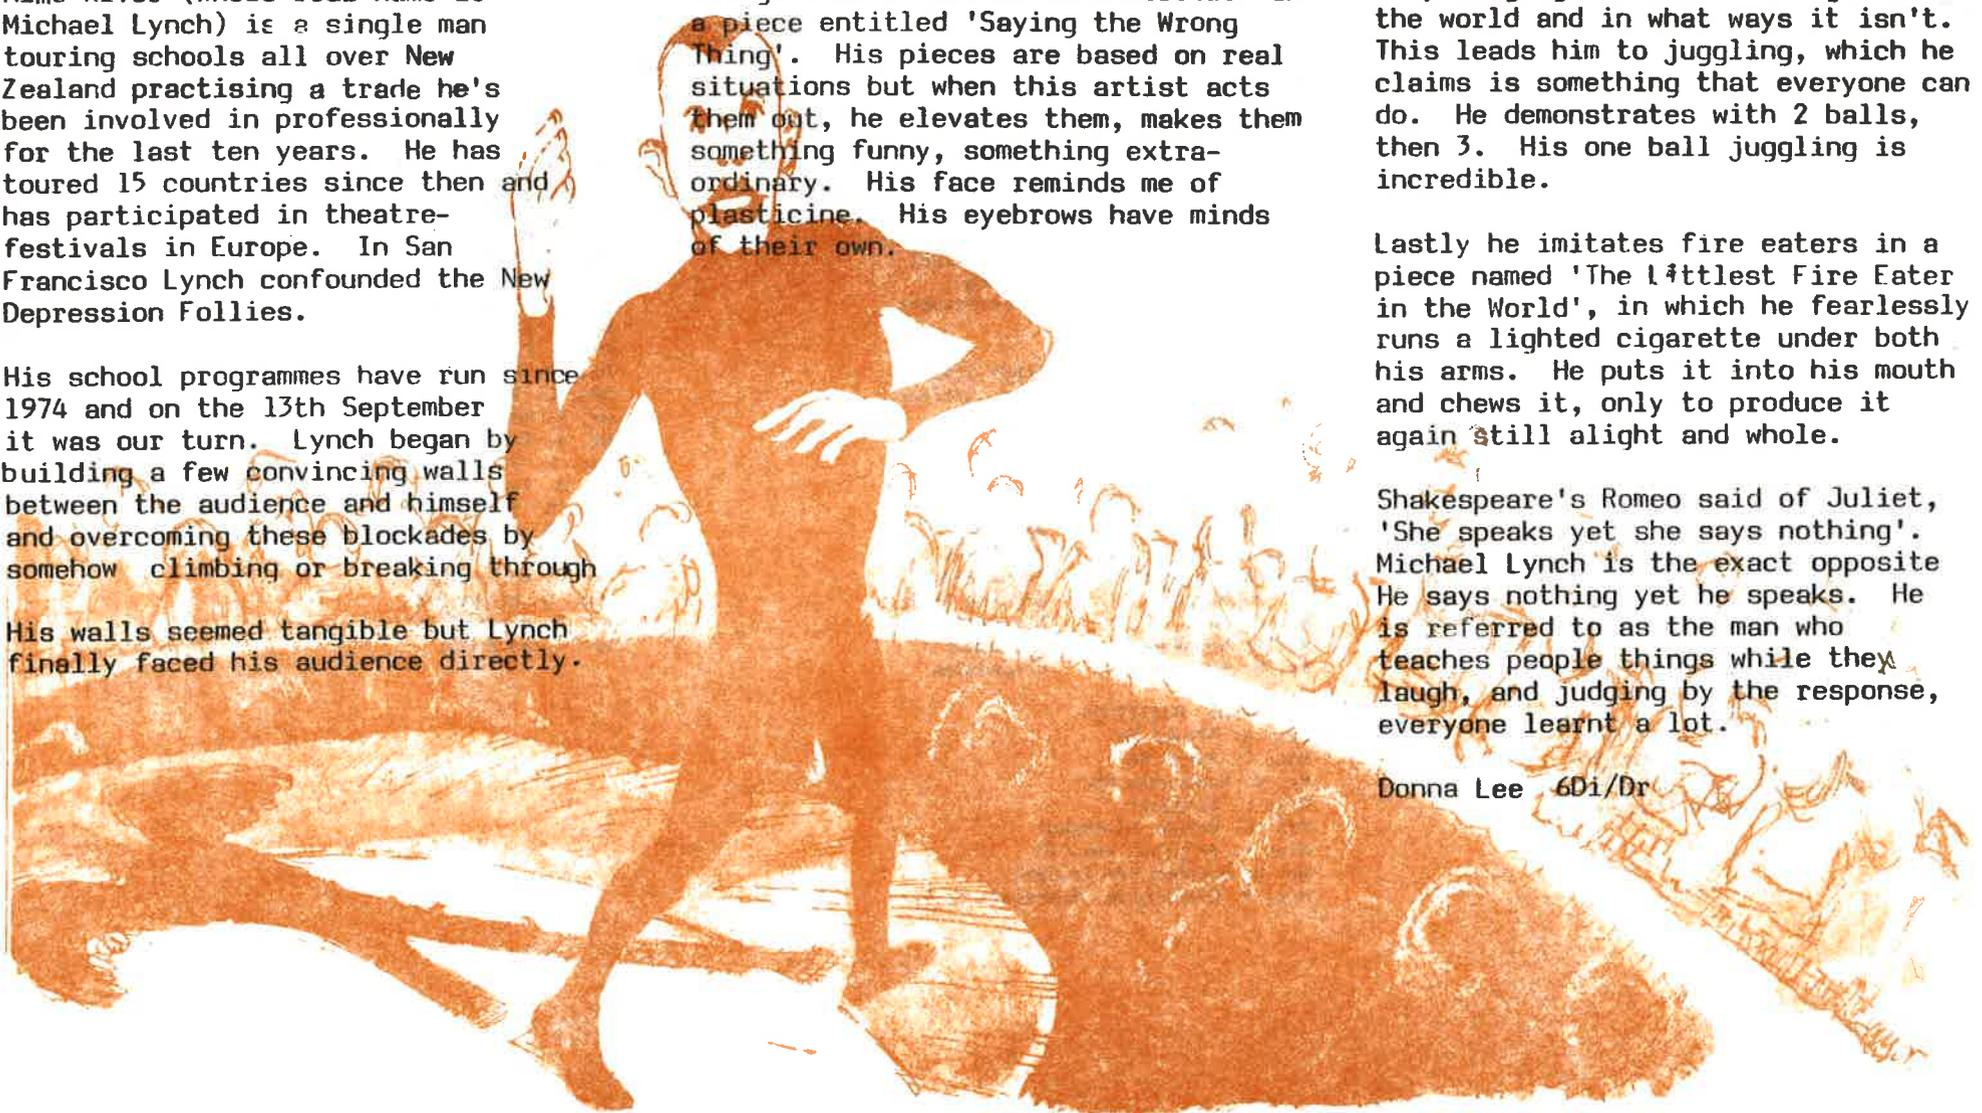 Michael Lynch) is a single man
touring schools all over New
Zealand practising a trade he's
been involved in professionally
for the last ten years.  He has
toured 15 countries since then and
has participated in theatre-
festivals in Europe.  In San
Francisco Lynch confounded the New
Depression Follies.
His school programmes have run since
1974 and on the 13th September
it was our turn.  Lynch began by
building a few convincing walls
between the audience and himself
and overcoming these blockades by
somehow  climbing or breaking through
His walls seemed tangible but Lynch
finally faced his audience directly.
a piece entitled 'Saying the Wrong
Thing'.  His pieces are based on real
situations but when this artist acts
them out, he elevates them, makes them
something funny, something extra-
ordinary.  His face reminds me of
plasticine.  His eyebrows have minds
of their own.
the world and in what ways it isn't.
This leads him to juggling, which he
claims is something that everyone can
do.  He demonstrates with 2 balls,
then 3.  His one ball juggling is
incredible.
Lastly he imitates fire eaters in a
piece named 'The Littlest Fire Eater
in the World', in which he fearlessly
runs a lighted cigarette under both
his arms.  He puts it into his mouth
and chews it, only to produce it
again still alight and whole.
Shakespeare's Romeo said of Juliet,
'She speaks yet she says nothing'.
Michael Lynch is the exact opposite
He says nothing yet he speaks.  He
is referred to as the man who
teaches people things while they
laugh, and judging by the response,
everyone learnt a lot.
Donna Lee  6Di/Dr